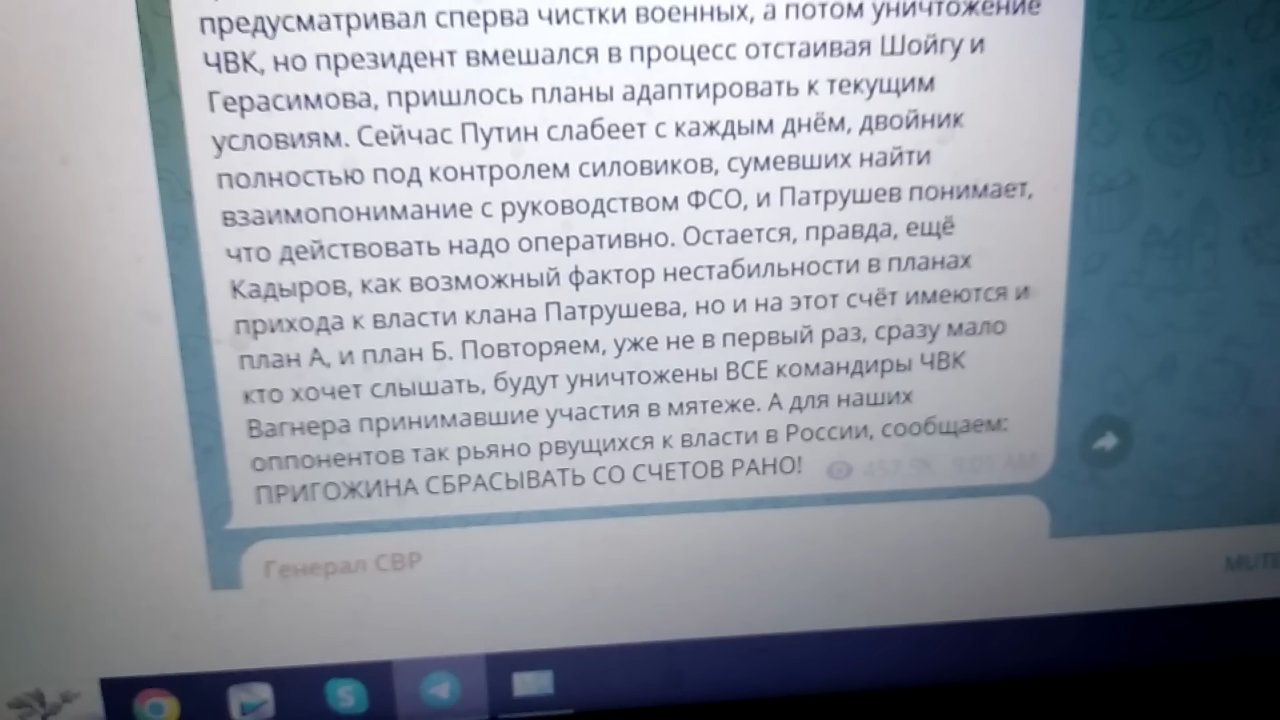 предусматривал сперва чистки военных, а потом уничтожение
ЧВК, но президент вмешался в процесс отстаивая Шойгу и
Герасимова, пришлось планы адаптировать к текущим
условиям. Сейчас Путин слабеет с каждым днём, двойник
полностью под контролем силовиков, сумевших найти
взаимопонимание с руководством ФСО, и Патрушев понимает,
что действовать надо оперативно. Остается, правда, ещё
Кадыров, как возможный фактор нестабильности в планах
прихода к власти клана Патрушева, но и на этот счёт имеются и
план А, и план Б. Повторяем, уже не в первый раз, сразу мало
кто хочет слышать, будут уничтожены ВСЕ командиры ЧВК
Вагнера принимавшие участия в мятеже. А для наших
оппонентов так рьяно рвущихся к власти в России, сообщаем:
ПРИГОЖИНА СБРАСЫВАТЬ СО СЧЕТОВ РАНО!
Генерал СВР